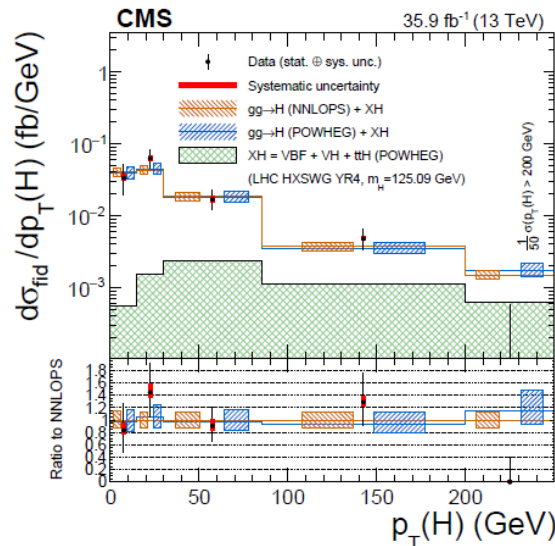 CMS 35.9 fb⁻¹ (13 TeV)
Data (stat. ⊕ sys. unc.)
Systematic uncertainty
gg→H (NNLOPS) + XH
gg→H (POWHEG) + XH
XH = VBF + VH + ttH (POWHEG)
(LHC HXSWG YR4, m_H=125.09 GeV)
dσ_fid/dp_T(H) (fb/GeV)
10⁻¹
10⁻²
10⁻³
1/50 σ(p_T(H) > 200 GeV)
Ratio to NNLOPS
1.8
1.6
1.4
1.2
1
0.8
0.6
0.4
0.2
0
0 50 100 150 200 250
p_T(H) (GeV)